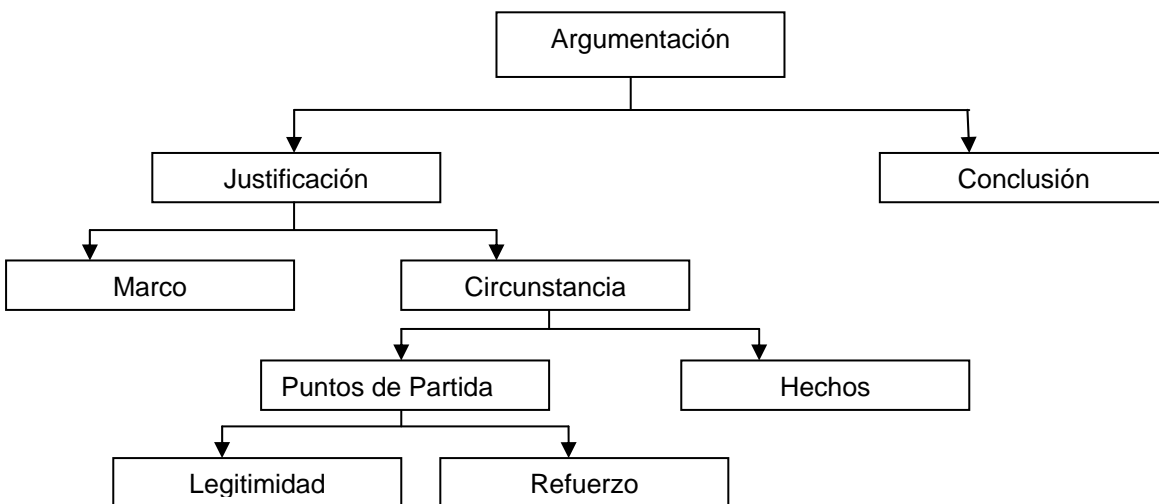 Argumentación
Justificación
Conclusión
Marco
Circunstancia
Puntos de Partida
Hechos
Legitimidad
Refuerzo